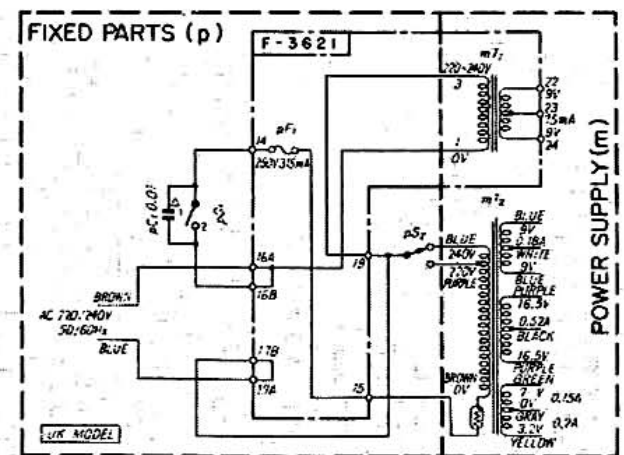 FIXED PARTS (p)
F-3621
mT₁
220~240V
3
22
9V
23
15mA
9V
24
1
0V
14
pF₁
250V315mA
pC₁ 0.01
1
2
pS₁
16A
16B
19
pS₂
BLUE
240V
220V
PURPLE
mT₂
BLUE
9V
0.18A
WHITE
9V
BLUE
PURPLE
16.5V
0.52A
BLACK
16.5V
PURPLE
GREEN
7 V
0.15A
0V
GRAY
0.2A
3.2V
YELLOW
BROWN
AC 220/240V
50/60Hz
BLUE
17B
17A
15
BROWN
0V
UK MODEL
POWER SUPPLY (m)